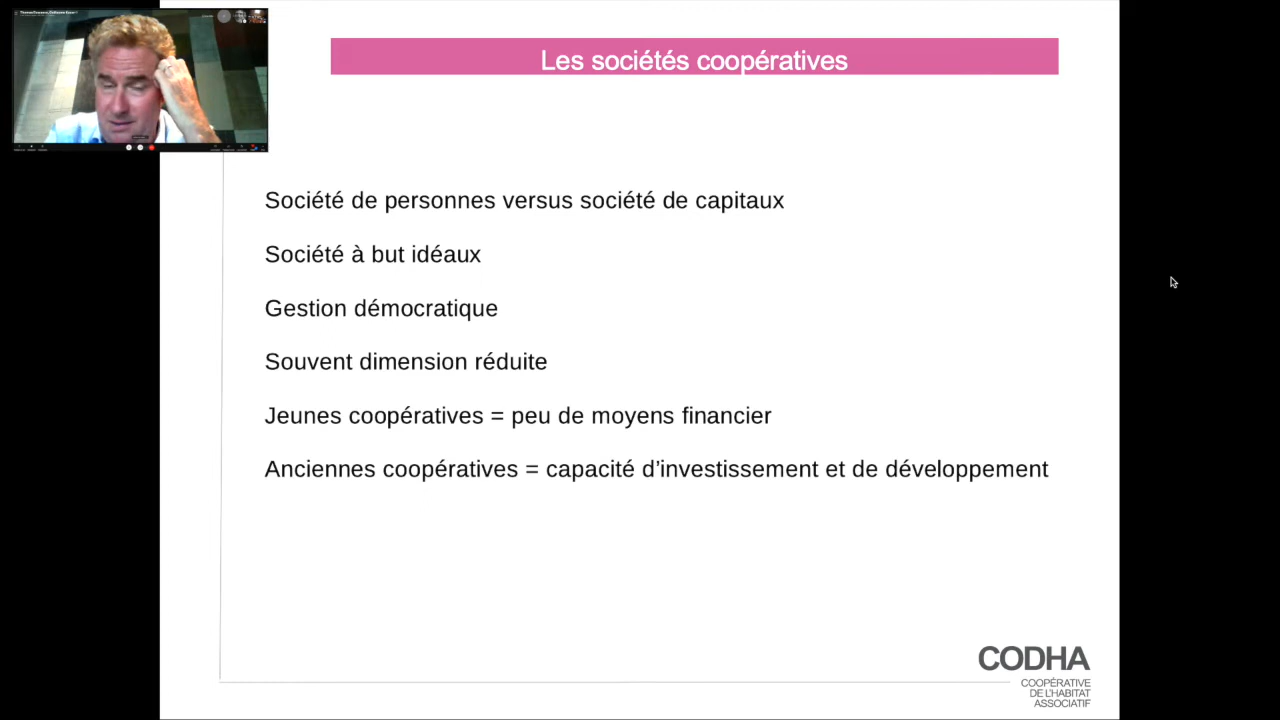 Les sociétés coopératives
Société de personnes versus société de capitaux
Société à but idéaux
Gestion démocratique
Souvent dimension réduite
Jeunes coopératives = peu de moyens financier
Anciennes coopératives = capacité d’investissement et de développement
CODHA
COOPÉRATIVE
DE L'HABITAT
ASSOCIATIF